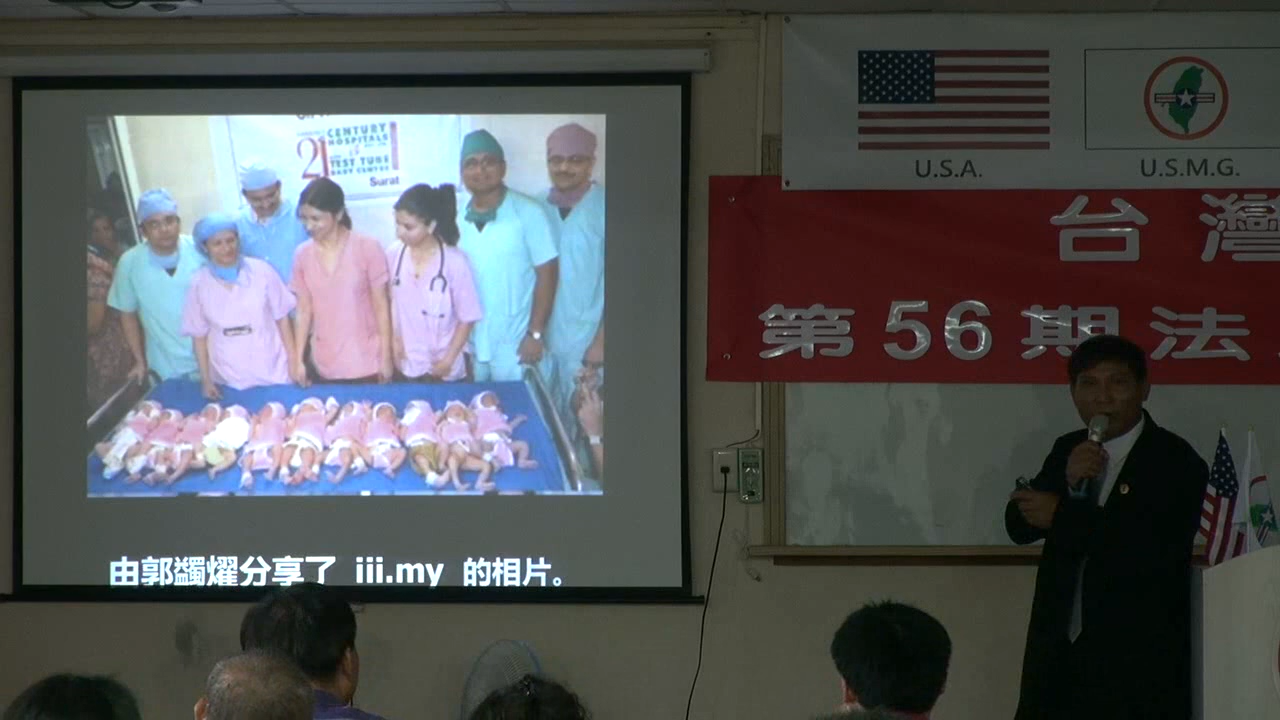 21
CENTURY
HOSPITALS
TEST TUBE
BABY CENTRE
Surat
由郭蠲燿分享了 iii.my 的相片。
U.S.A.
U.S.M.G.
台灣
第56期法